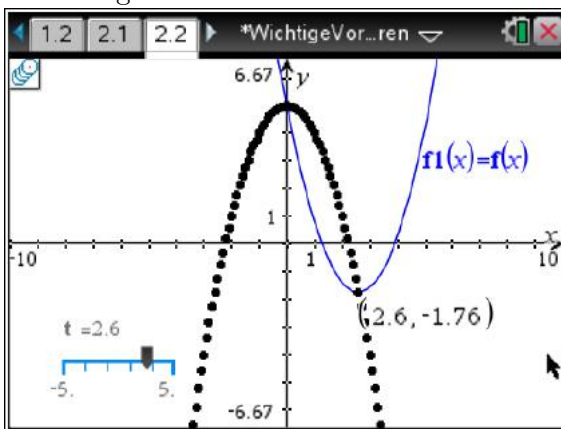 1.2 2.1 2.2 *WichtigeVor...ren
6.67 y
f1(x)=f(x)
1
x
-10 1 10
(2.6, -1.76)
t =2.6
-5. 5.
-6.67